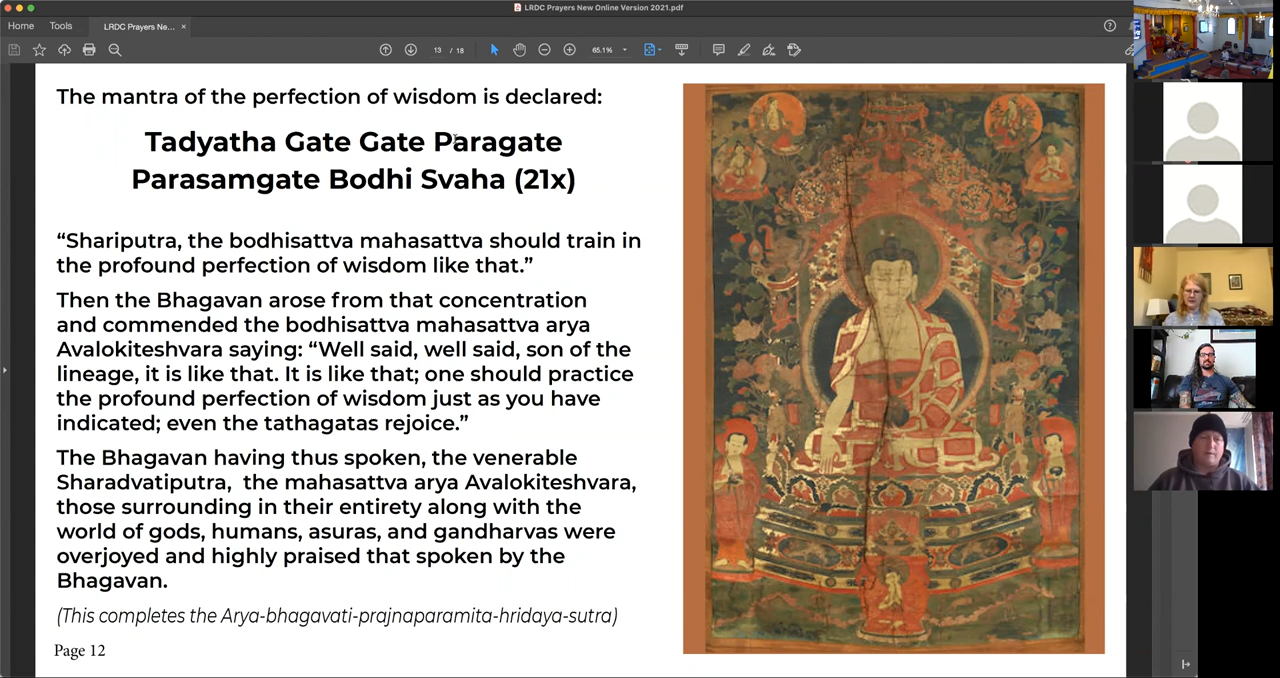 LRDC Prayers New Online Version 2021.pdf
Home
Tools
LRDC Prayers Ne...
13 / 18
65.1%
The mantra of the perfection of wisdom is declared:
Tadyatha Gate Gate Paragate
Parasamgate Bodhi Svaha (21x)
“Shariputra, the bodhisattva mahasattva should train in
the profound perfection of wisdom like that.”
Then the Bhagavan arose from that concentration
and commended the bodhisattva mahasattva arya
Avalokiteshvara saying: “Well said, well said, son of the
lineage, it is like that. It is like that; one should practice
the profound perfection of wisdom just as you have
indicated; even the tathagatas rejoice.”
The Bhagavan having thus spoken, the venerable
Sharadvatiputra, the mahasattva arya Avalokiteshvara,
those surrounding in their entirety along with the
world of gods, humans, asuras, and gandharvas were
overjoyed and highly praised that spoken by the
Bhagavan.
(This completes the Arya-bhagavati-prajnaparamita-hridaya-sutra)
Page 12